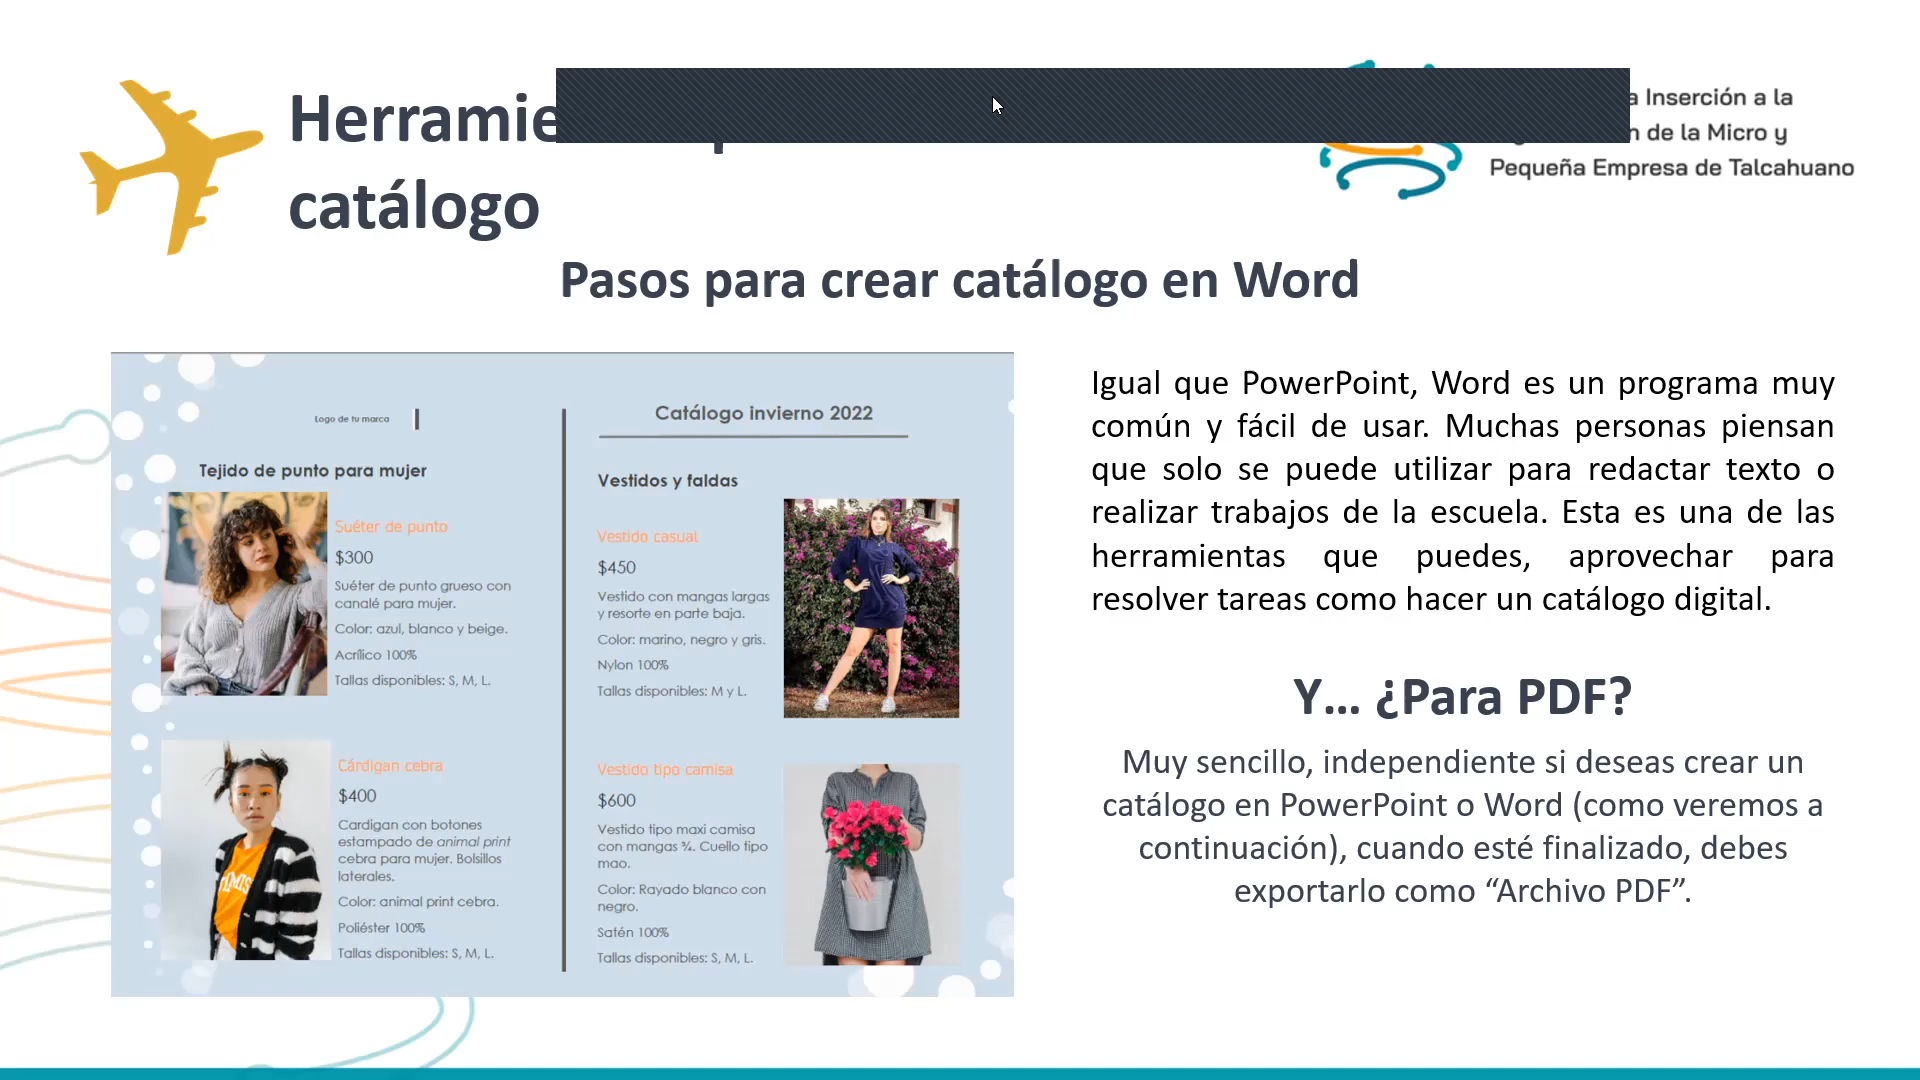 catálogo
a Inserción a la
de la Micro y
Pequeña Empresa de Talcahuano
Pasos para crear catálogo en Word
Logo de tu marca
Tejido de punto para mujer
Suéter de punto
$300
Suéter de punto grueso con
canalé para mujer.
Color: azul, blanco y beige.
Acrílico 100%
Tallas disponibles: S, M, L.
Cárdigan cebra
$400
Cardigan con botones
estampado de animal print
cebra para mujer. Bolsillos
laterales.
Color: animal print cebra.
Poliéster 100%
Tallas disponibles: S, M, L.
Catálogo invierno 2022
Vestidos y faldas
Vestido casual
$450
Vestido con mangas largas
y resorte en parte baja.
Color: marino, negro y gris.
Nylon 100%
Tallas disponibles: M y L.
Vestido tipo camisa
$600
Vestido tipo maxi camisa
con mangas ¾. Cuello tipo
mao.
Color: Rayado blanco con
negro.
Satén 100%
Tallas disponibles: S, M, L.
Igual que PowerPoint, Word es un programa muy
común y fácil de usar. Muchas personas piensan
que solo se puede utilizar para redactar texto o
realizar trabajos de la escuela. Esta es una de las
herramientas que puedes, aprovechar para
resolver tareas como hacer un catálogo digital.
Y... ¿Para PDF?
Muy sencillo, independiente si deseas crear un
catálogo en PowerPoint o Word (como veremos a
continuación), cuando esté finalizado, debes
exportarlo como “Archivo PDF”.